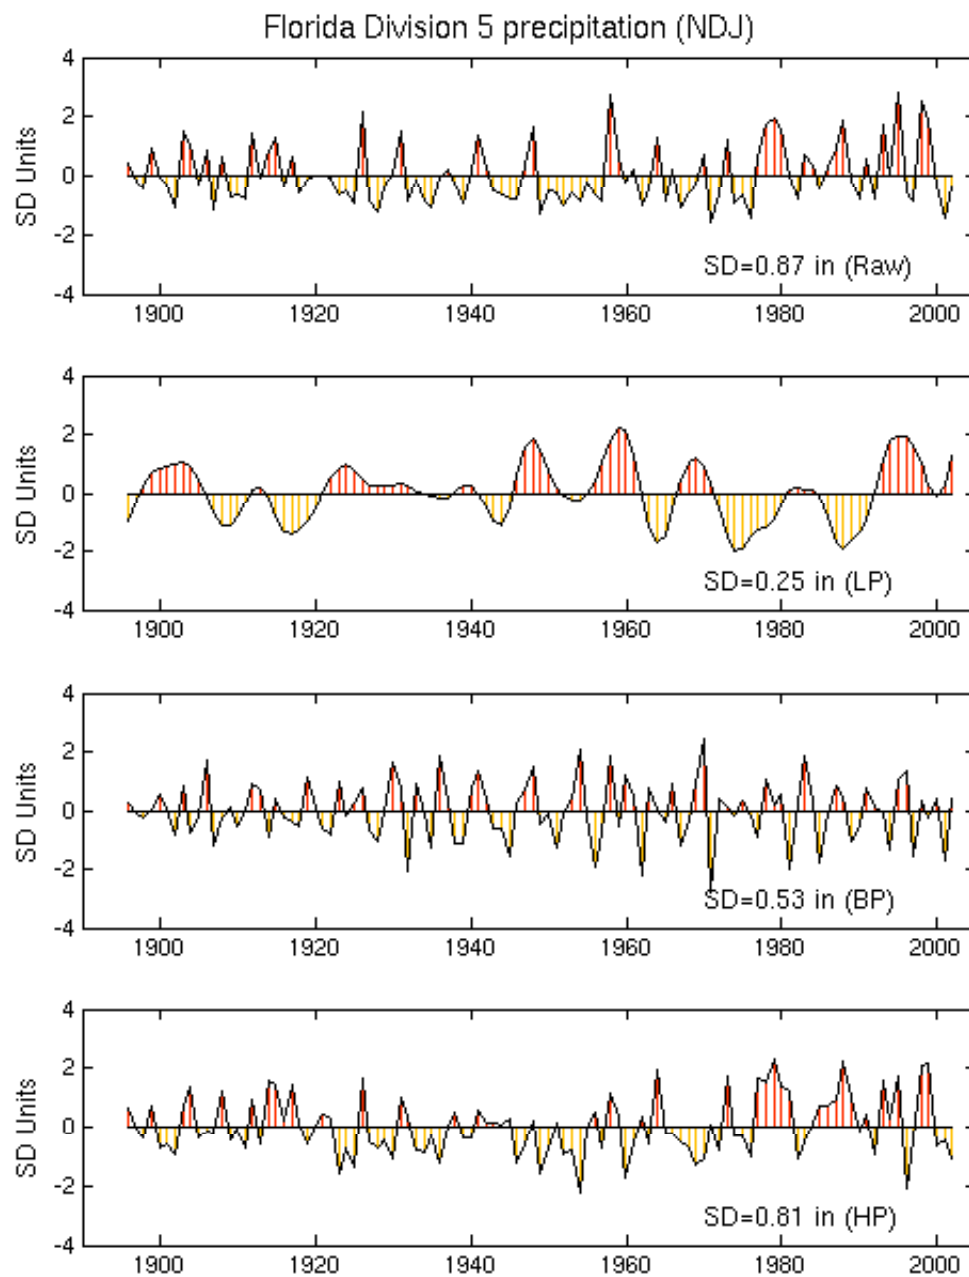 Florida Division 5 precipitation (NDJ)
4
2
0
-2
-4
SD Units
SD=0.87 in (Raw)
1900 1920 1940 1960 1980 2000
4
2
0
-2
-4
SD Units
SD=0.25 in (LP)
1900 1920 1940 1960 1980 2000
4
2
0
-2
-4
SD Units
SD=0.53 in (BP)
1900 1920 1940 1960 1980 2000
4
2
0
-2
-4
SD Units
SD=0.81 in (HP)
1900 1920 1940 1960 1980 2000